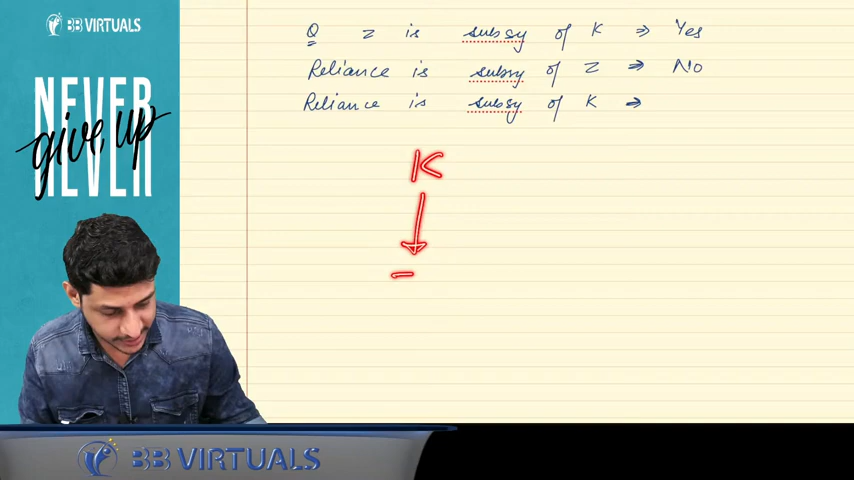 BB VIRTUALS
NEVER
give up
NEVER
Q Z is subsy of K ⇒ Yes
Reliance is subsy of Z ⇒ No
Reliance is subsy of K ⇒
K
BB VIRTUALS